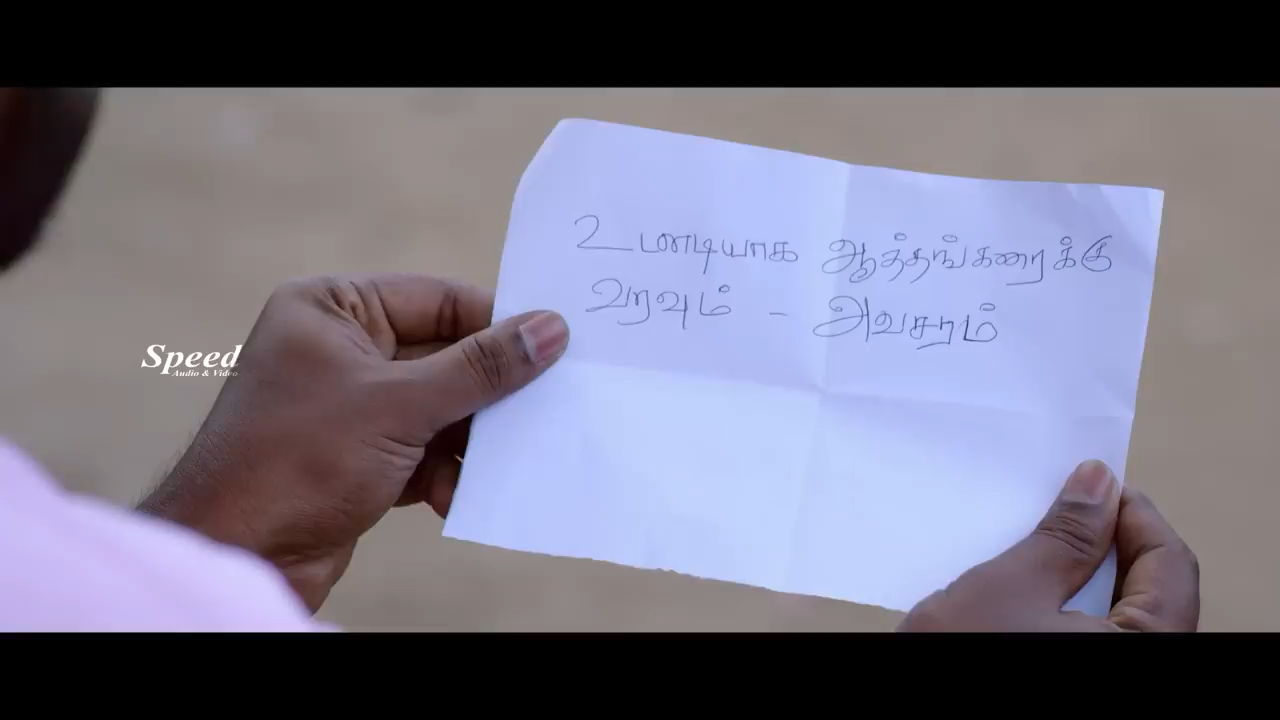 உடனடியாக ஆத்தங்கரைக்கு
வரவும் - அவசரம்
Speed
Audio & Video